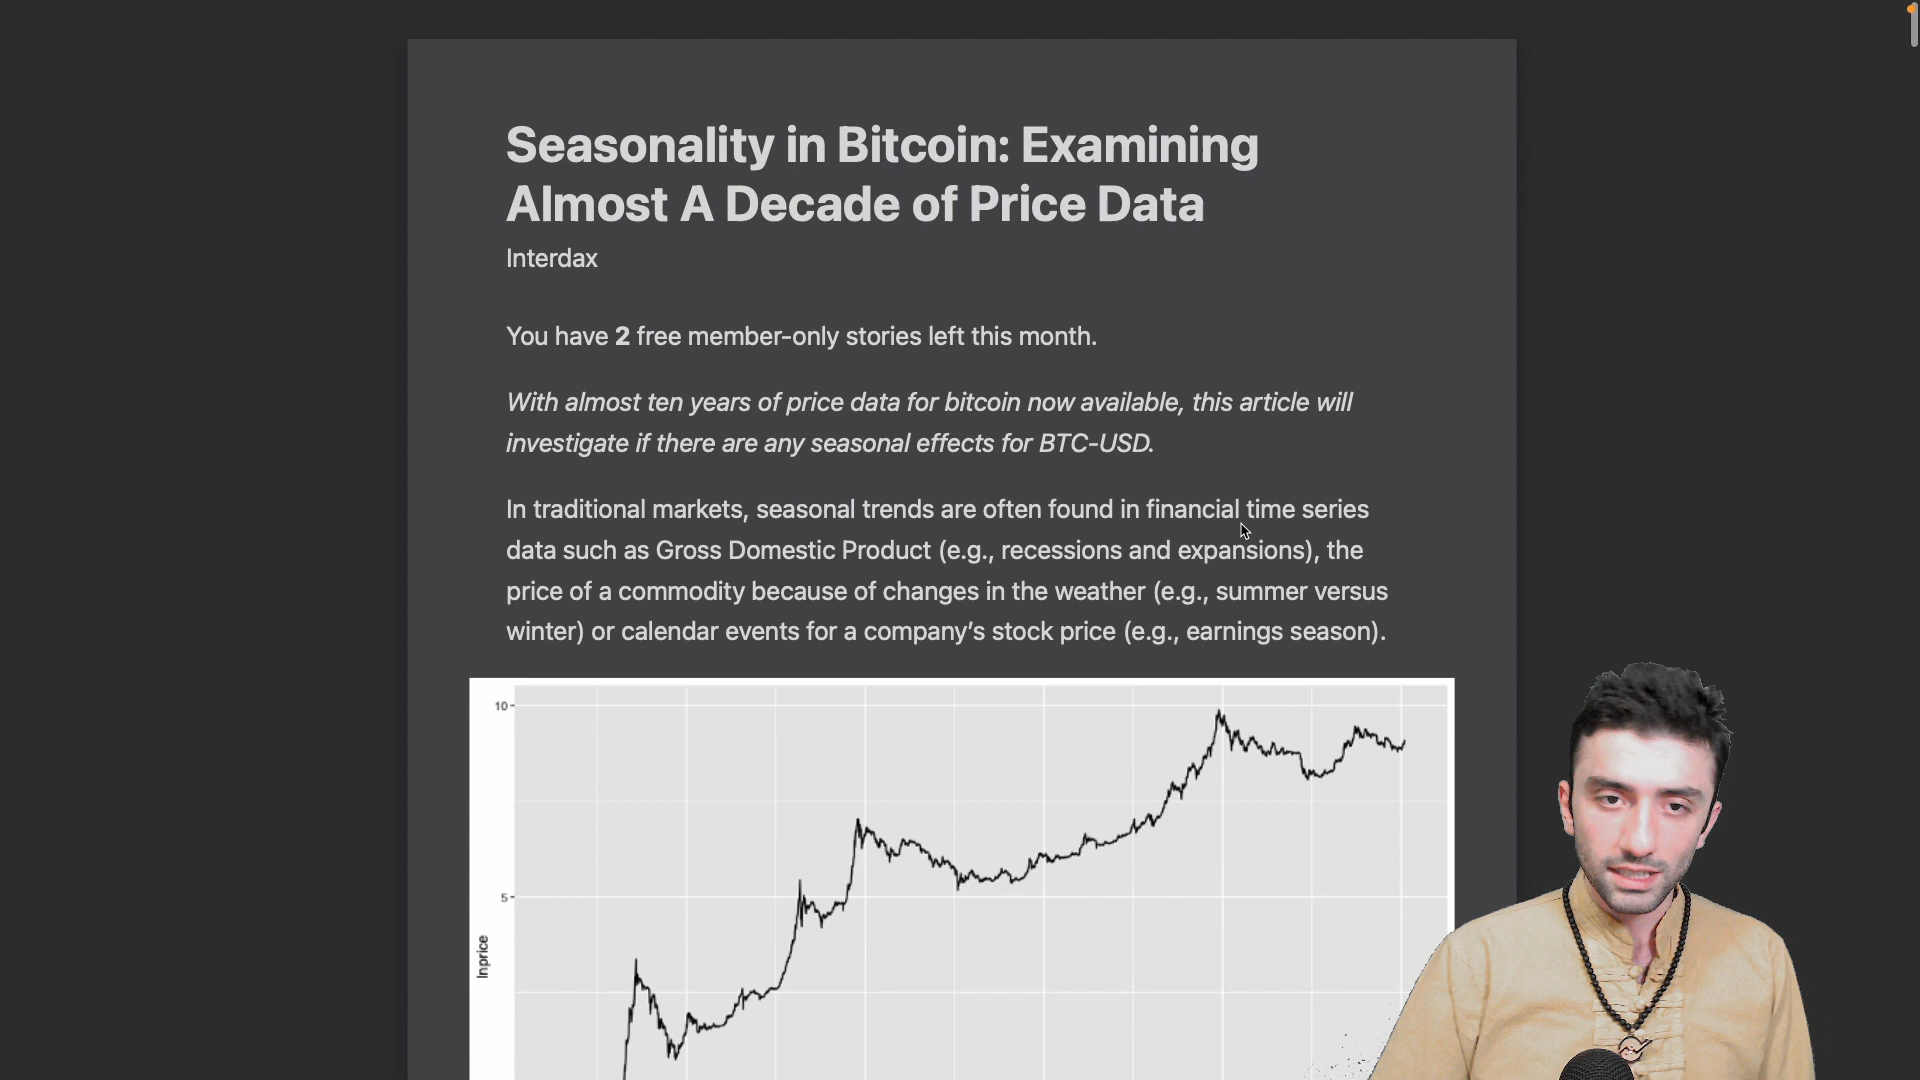 Seasonality in Bitcoin: Examining
Almost A Decade of Price Data
Interdax
You have 2 free member-only stories left this month.
With almost ten years of price data for bitcoin now available, this article will
investigate if there are any seasonal effects for BTC-USD.
In traditional markets, seasonal trends are often found in financial time series
data such as Gross Domestic Product (e.g., recessions and expansions), the
price of a commodity because of changes in the weather (e.g., summer versus
winter) or calendar events for a company’s stock price (e.g., earnings season).
10
5
lnprice